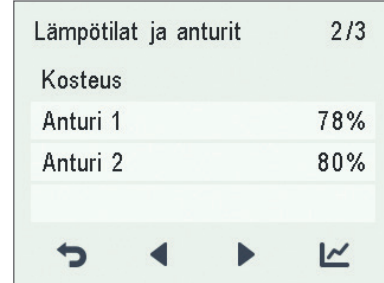 Lämpötilat ja anturit 2/3
Kosteus
Anturi 1 78%
Anturi 2 80%